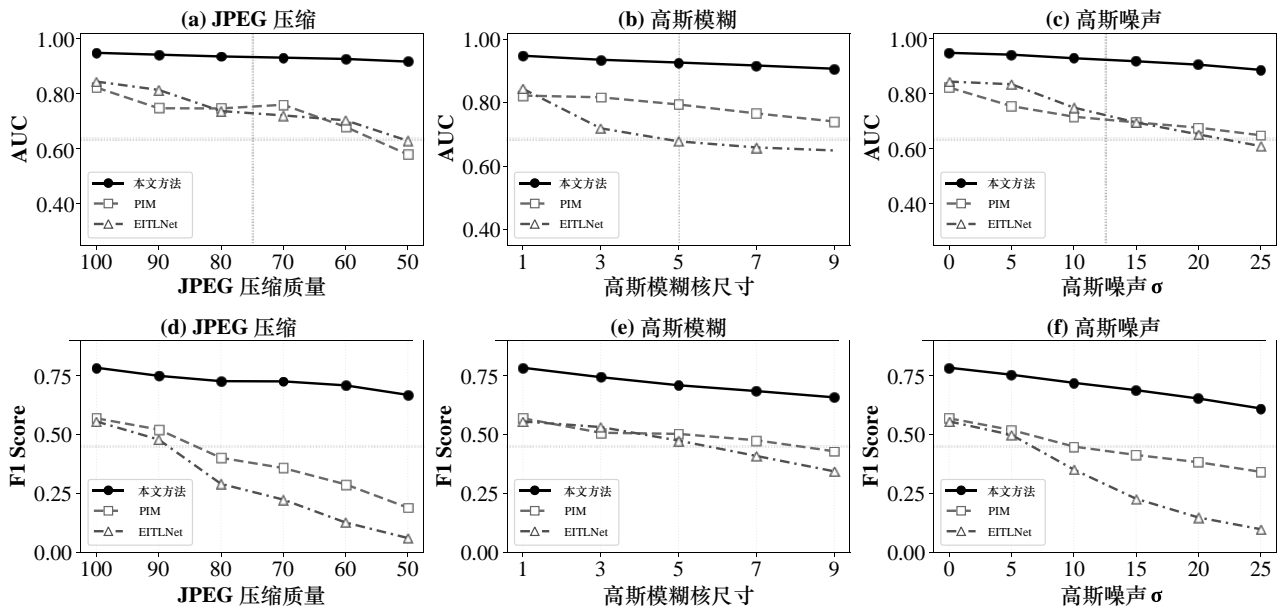 (a) JPEG 压缩
1.00
0.80
0.60
0.40
AUC
本文方法
PIM
EITLNet
100 90 80 70 60 50
JPEG 压缩质量
(b) 高斯模糊
1.00
0.80
0.60
0.40
AUC
本文方法
PIM
EITLNet
1 3 5 7 9
高斯模糊核尺寸
(c) 高斯噪声
1.00
0.80
0.60
0.40
AUC
本文方法
PIM
EITLNet
0 5 10 15 20 25
高斯噪声 σ
(d) JPEG 压缩
0.75
0.50
0.25
0.00
F1 Score
本文方法
PIM
EITLNet
100 90 80 70 60 50
JPEG 压缩质量
(e) 高斯模糊
0.75
0.50
0.25
0.00
F1 Score
本文方法
PIM
EITLNet
1 3 5 7 9
高斯模糊核尺寸
(f) 高斯噪声
0.75
0.50
0.25
0.00
F1 Score
本文方法
PIM
EITLNet
0 5 10 15 20 25
高斯噪声 σ